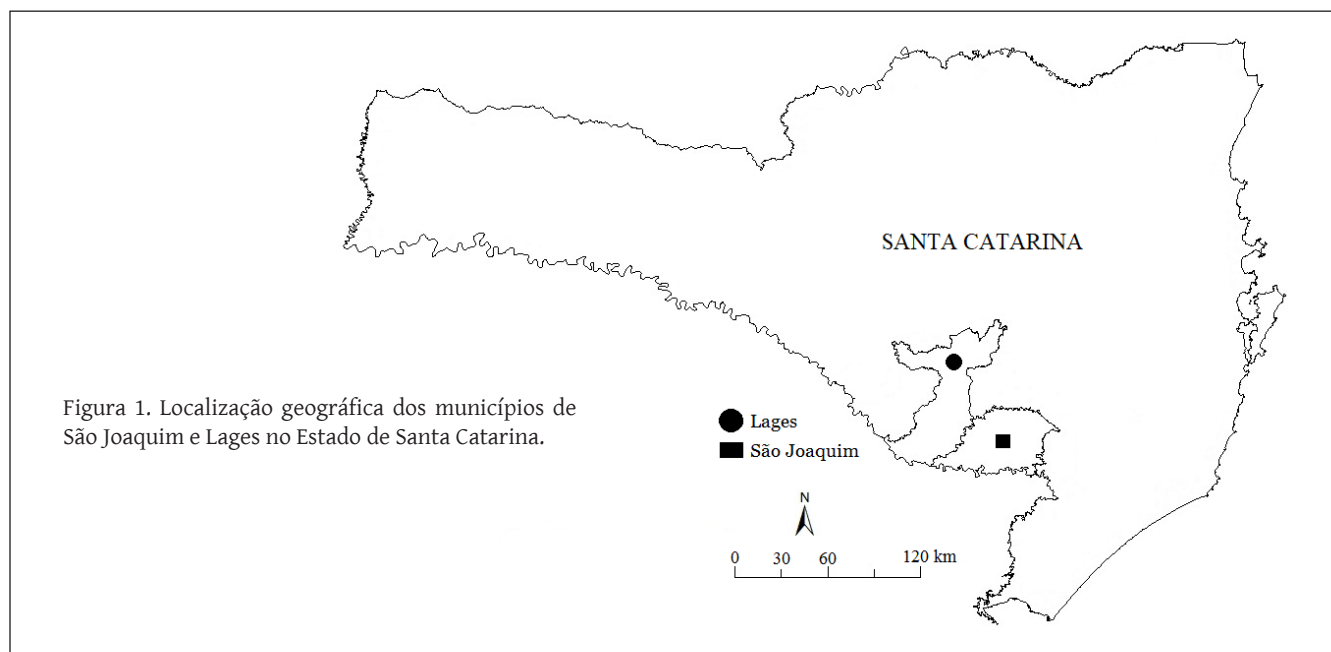 SANTA CATARINA
Figura 1. Localização geográfica dos municípios de
São Joaquim e Lages no Estado de Santa Catarina.
Lages
São Joaquim
N
0 30 60 120 km